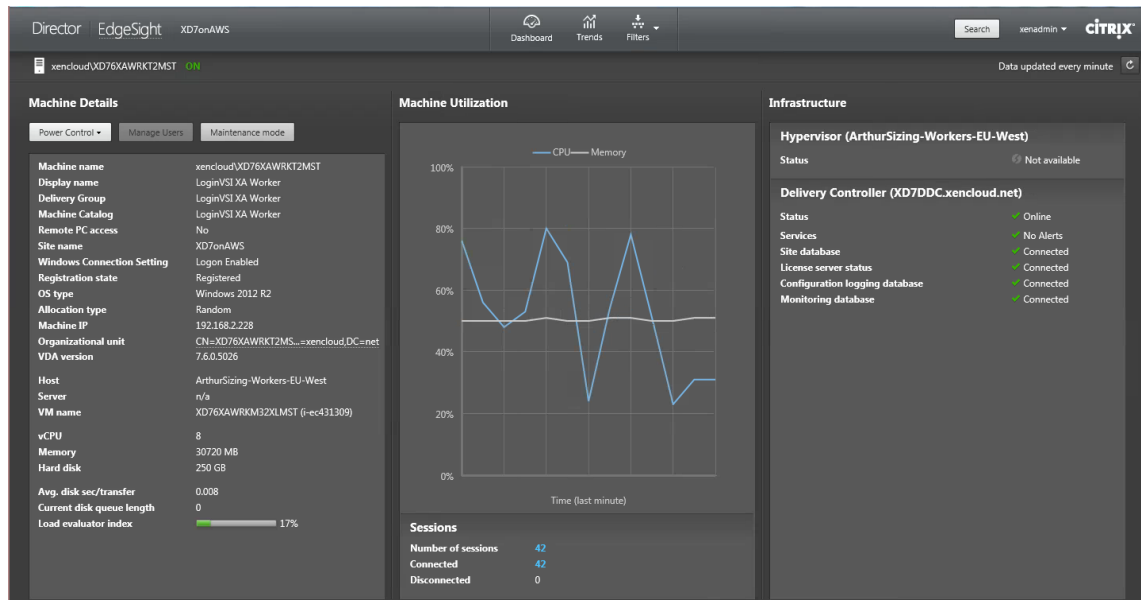 Director EdgeSight XD7onAWS
Dashboard Trends Filters
Search xenadmin CİTRIX
xencloud\XD76XAWRKT2MST ON
Data updated every minute
Machine Details
Power Control Manage Users Maintenance mode
Machine name xencloud\XD76XAWRKT2MST
Display name LoginVSI XA Worker
Delivery Group LoginVSI XA Worker
Machine Catalog LoginVSI XA Worker
Remote PC access No
Site name XD7onAWS
Windows Connection Setting Logon Enabled
Registration state Registered
OS type Windows 2012 R2
Allocation type Random
Machine IP 192.168.2.228
Organizational unit CN=XD76XAWRKT2MS...=xencloud,DC=net
VDA version 7.6.0.5026
Host ArthurSizing-Workers-EU-West
Server n/a
VM name XD76XAWRKM32XLMST (i-ec431309)
vCPU 8
Memory 30720 MB
Hard disk 250 GB
Avg. disk sec/transfer 0.008
Current disk queue length 0
Load evaluator index 17%
Machine Utilization
CPU Memory
100%
80%
60%
40%
20%
0%
Time (last minute)
Sessions
Number of sessions 42
Connected 42
Disconnected 0
Infrastructure
Hypervisor (ArthurSizing-Workers-EU-West)
Status Not available
Delivery Controller (XD7DDC.xencloud.net)
Status Online
Services No Alerts
Site database Connected
License server status Connected
Configuration logging database Connected
Monitoring database Connected